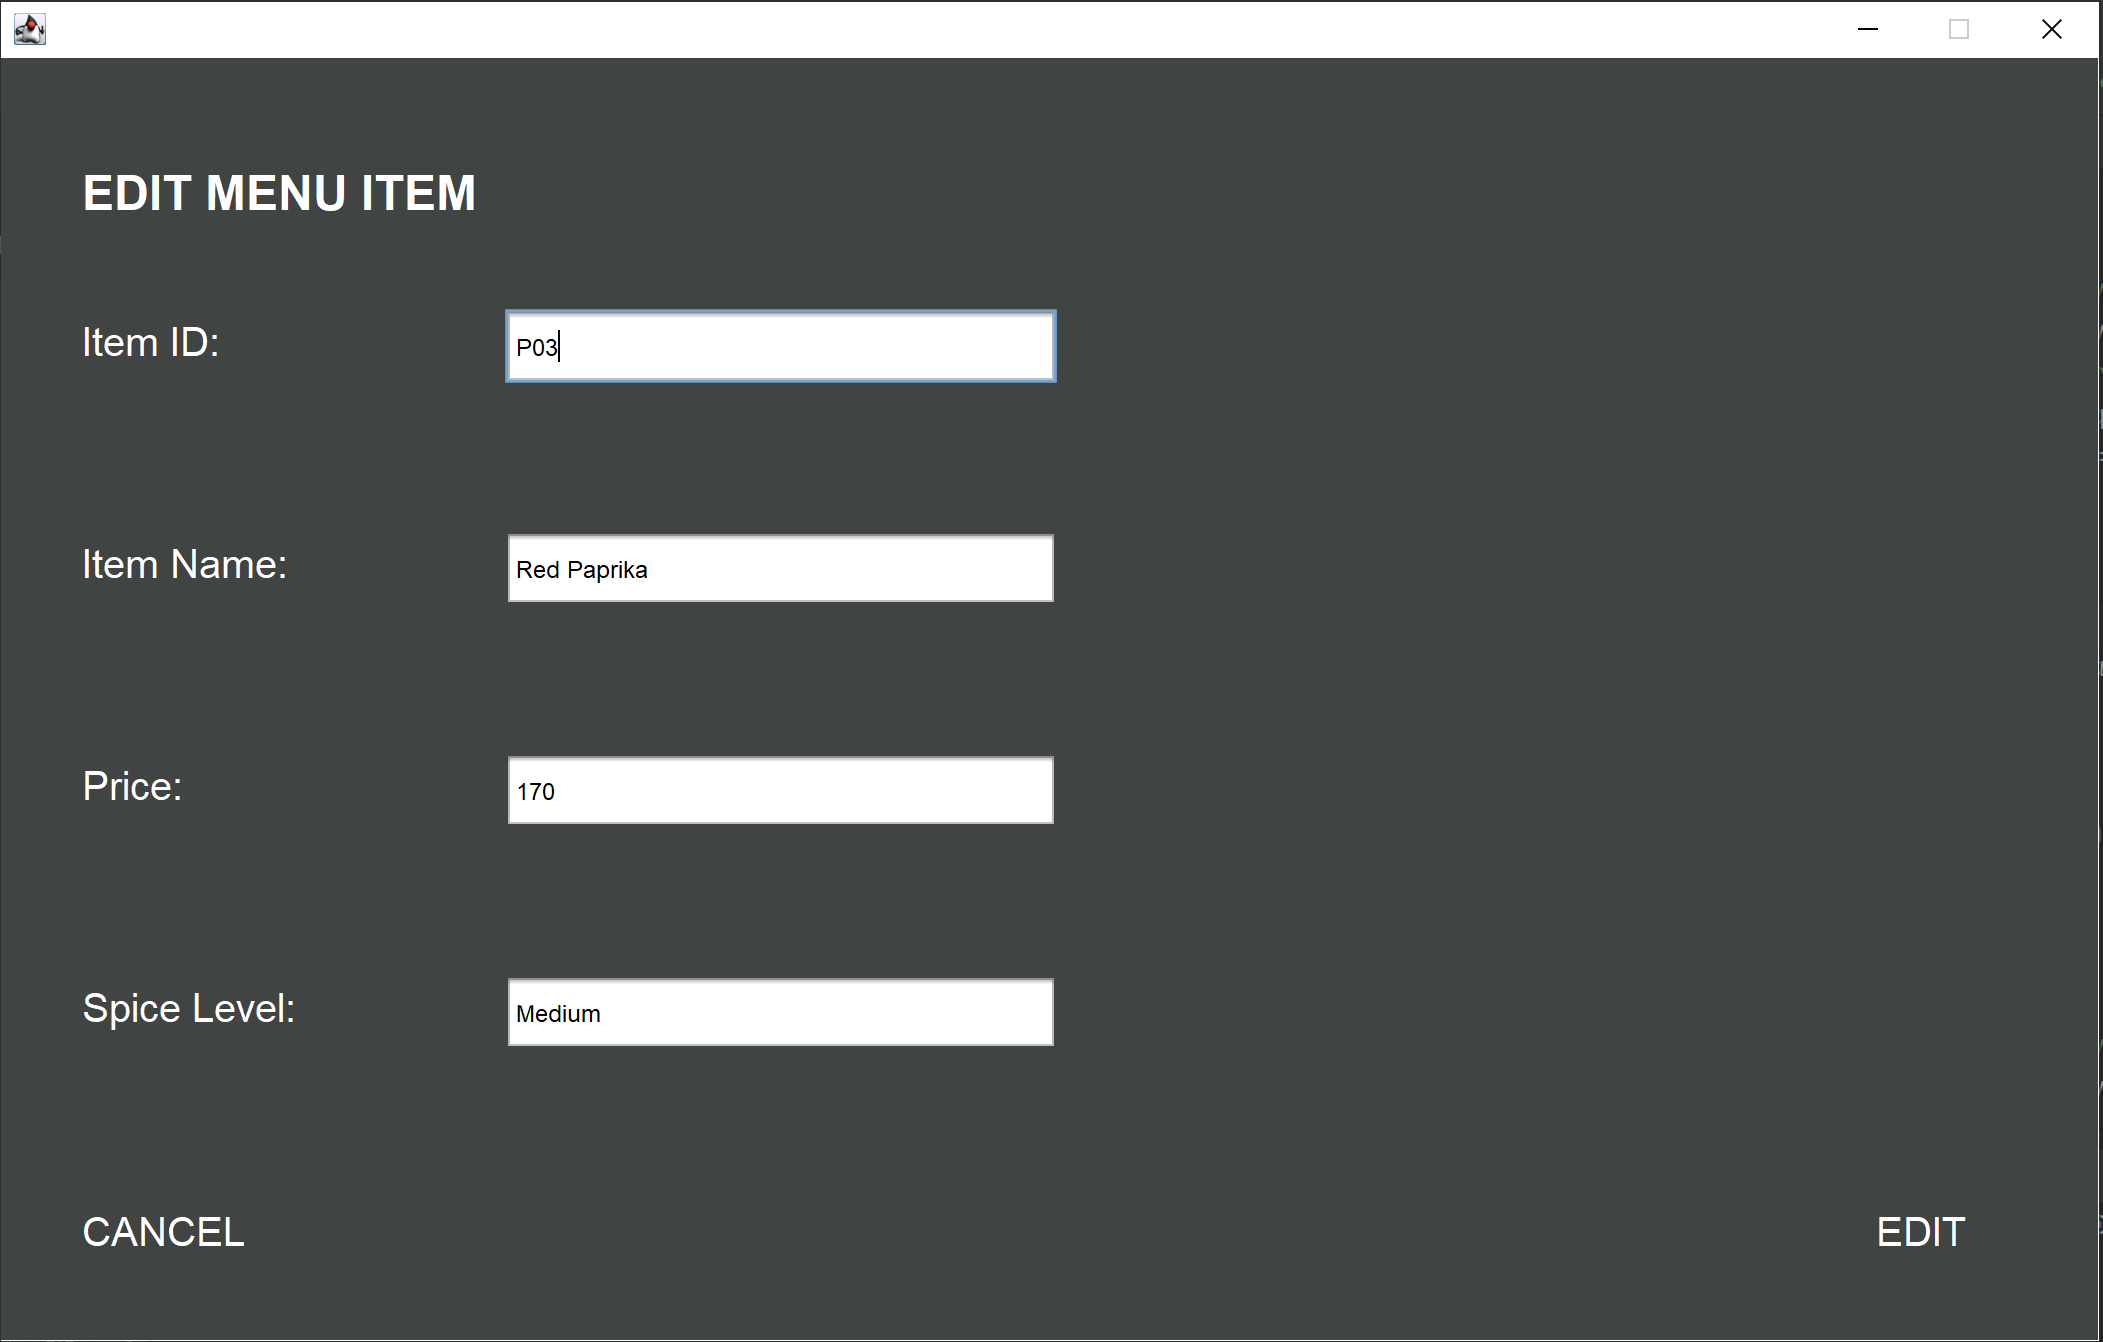 EDIT MENU ITEM
Item ID: P03
Item Name: Red Paprika
Price: 170
Spice Level: Medium
CANCEL EDIT